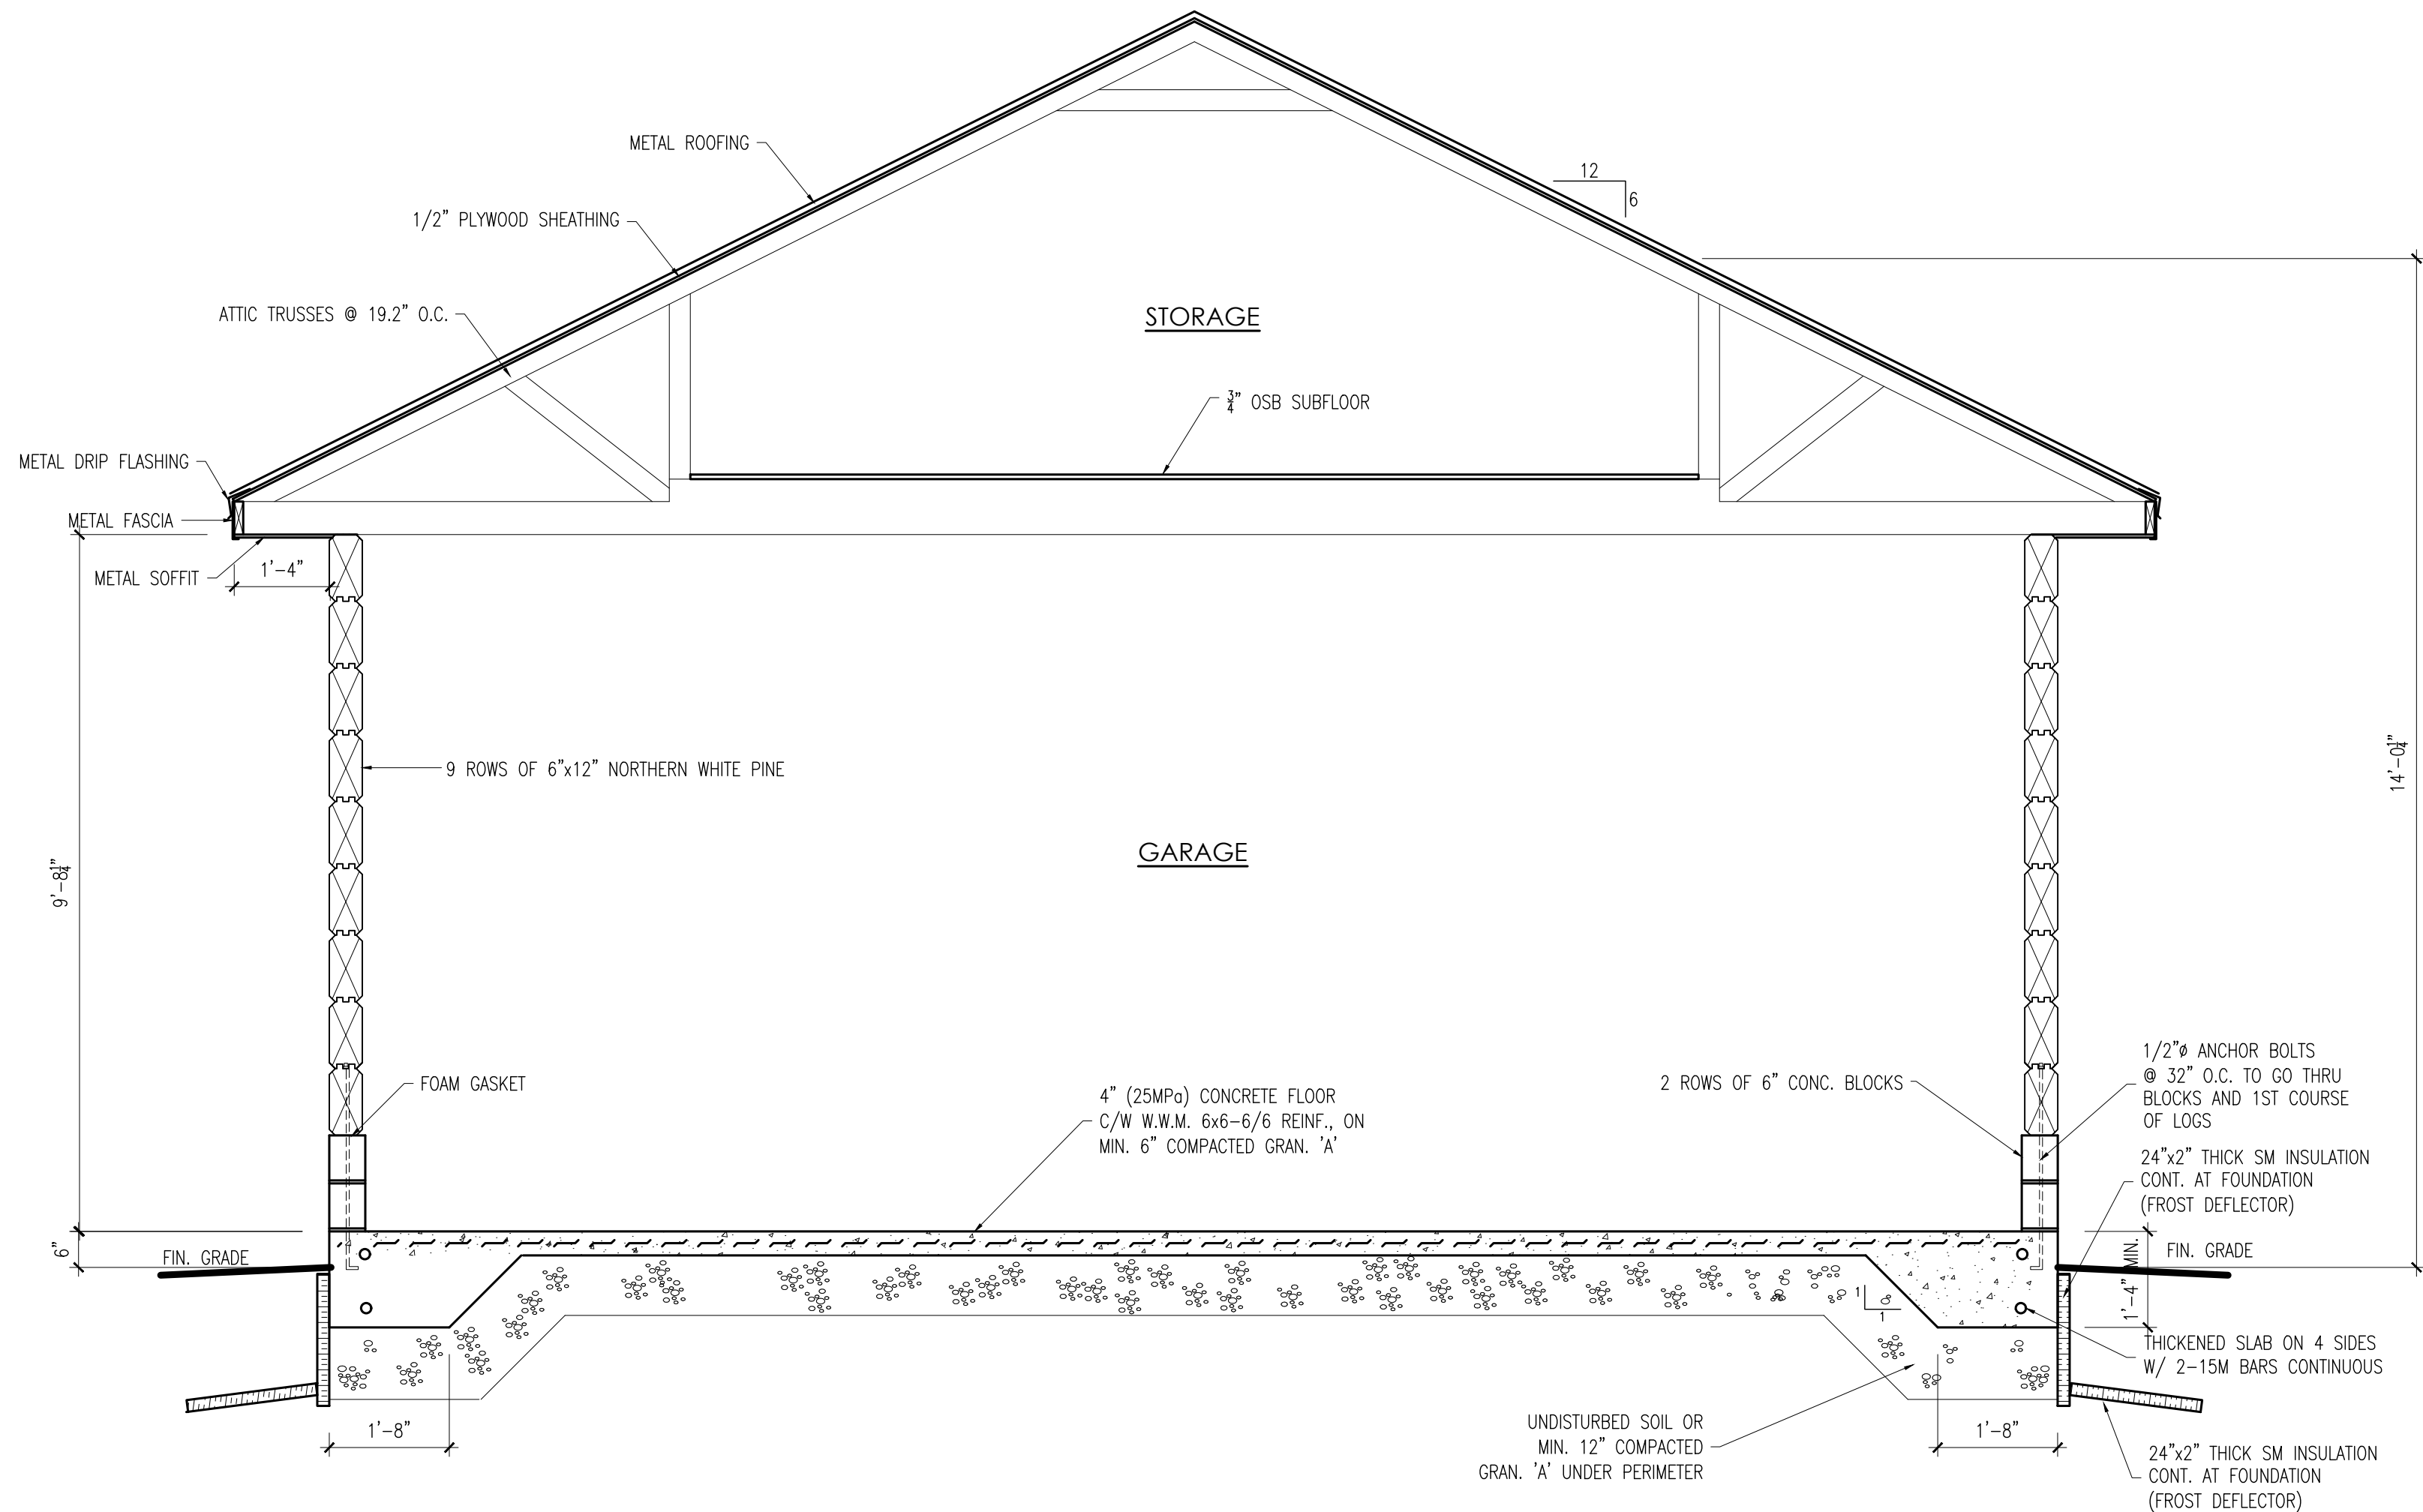 METAL ROOFING
12
6
1/2" PLYWOOD SHEATHING
ATTIC TRUSSES @ 19.2" O.C.
STORAGE
3/4" OSB SUBFLOOR
METAL DRIP FLASHING
METAL FASCIA
METAL SOFFIT
1'-4"
9 ROWS OF 6"x12" NORTHERN WHITE PINE
14'-0 1/4"
GARAGE
9'-8 1/4"
FOAM GASKET
4" (25MPa) CONCRETE FLOOR
C/W W.W.M. 6x6-6/6 REINF., ON
MIN. 6" COMPACTED GRAN. 'A'
2 ROWS OF 6" CONC. BLOCKS
1/2"ø ANCHOR BOLTS
@ 32" O.C. TO GO THRU
BLOCKS AND 1ST COURSE
OF LOGS
24"x2" THICK SM INSULATION
CONT. AT FOUNDATION
(FROST DEFLECTOR)
6"
FIN. GRADE
FIN. GRADE
1'-4" MIN.
1
1
THICKENED SLAB ON 4 SIDES
W/ 2-15M BARS CONTINUOUS
1'-8"
UNDISTURBED SOIL OR
MIN. 12" COMPACTED
GRAN. 'A' UNDER PERIMETER
1'-8"
24"x2" THICK SM INSULATION
CONT. AT FOUNDATION
(FROST DEFLECTOR)